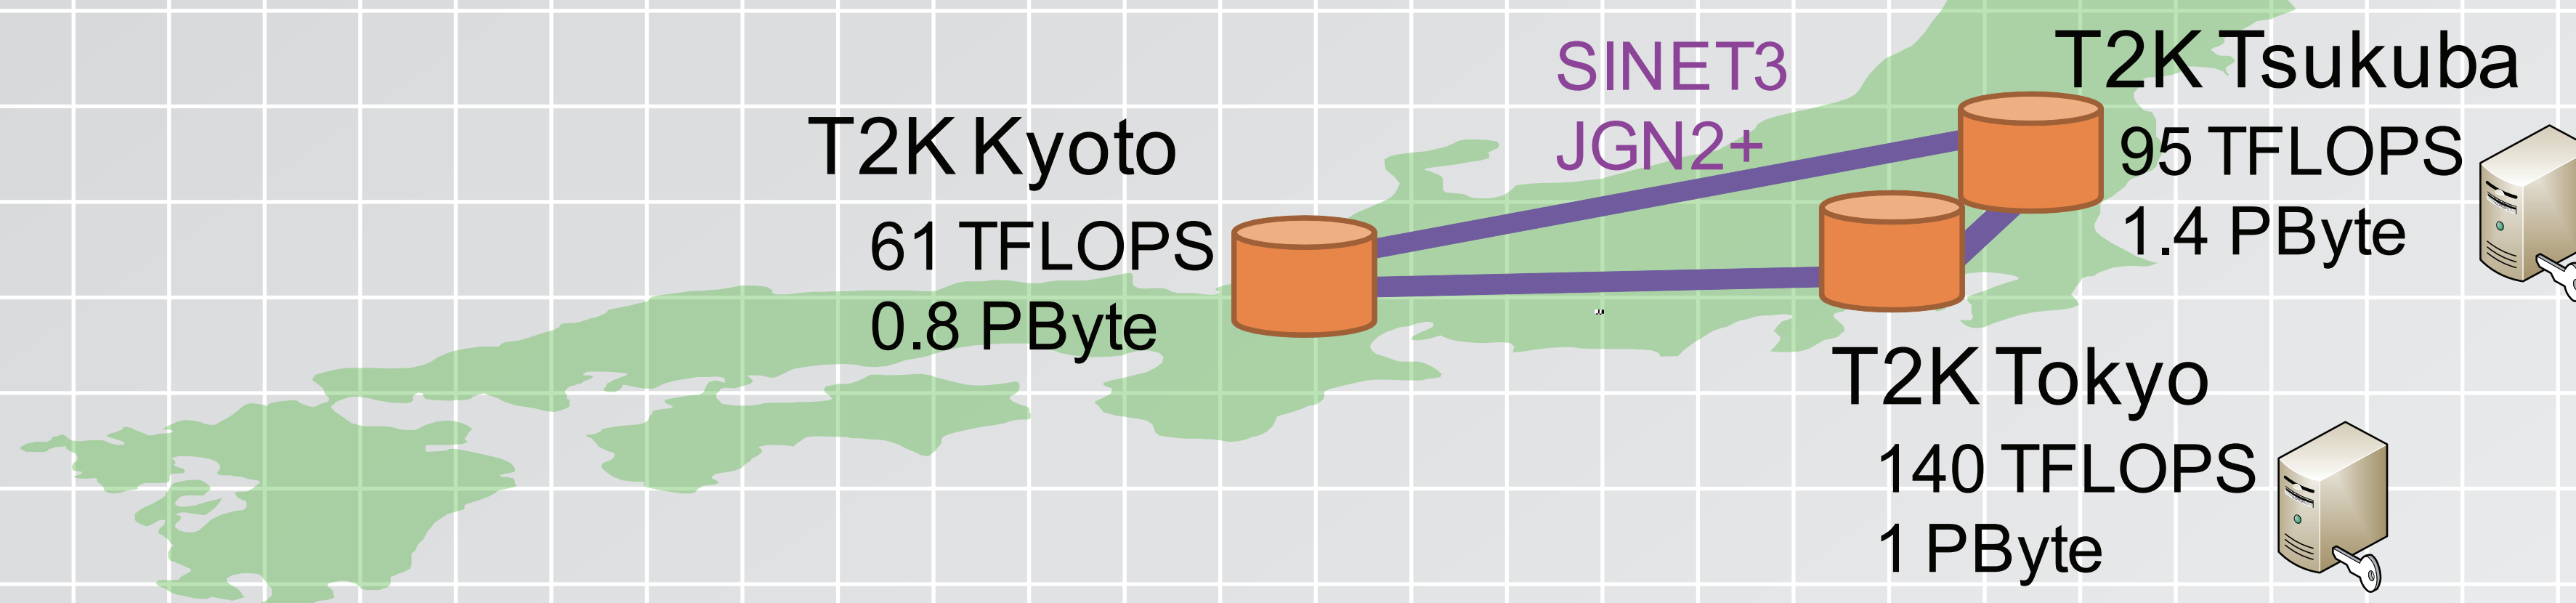 SINET3
JGN2+
T2K Kyoto
61 TFLOPS
0.8 PByte
T2K Tsukuba
95 TFLOPS
1.4 PByte
T2K Tokyo
140 TFLOPS
1 PByte